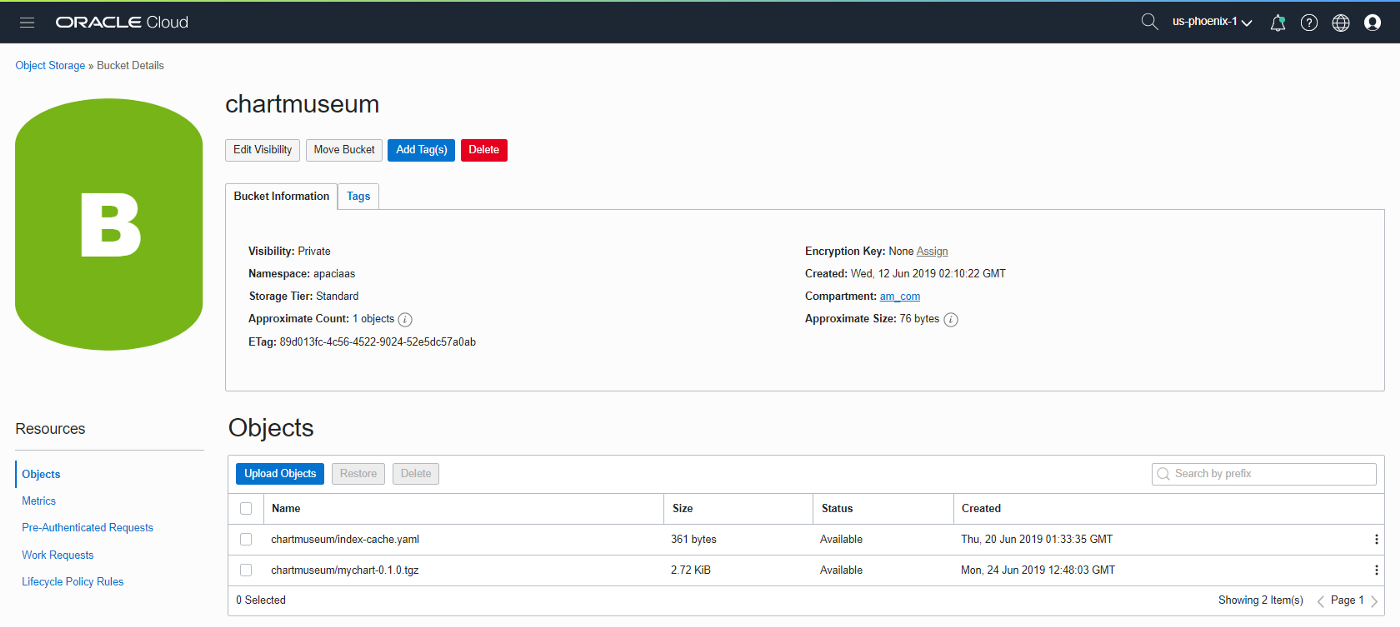 ORACLE Cloud
us-phoenix-1
Object Storage » Bucket Details
B
chartmuseum
Edit Visibility Move Bucket Add Tag(s) Delete
Bucket Information Tags
Visibility: Private Encryption Key: None Assign
Namespace: apaciaas Created: Wed, 12 Jun 2019 02:10:22 GMT
Storage Tier: Standard Compartment: am_com
Approximate Count: 1 objects i Approximate Size: 76 bytes i
ETag: 89d013fc-4c56-4522-9024-52e5dc57a0ab
Resources
Objects
Metrics
Pre-Authenticated Requests
Work Requests
Lifecycle Policy Rules
Objects
Upload Objects Restore Delete Search by prefix
Name Size Status Created
chartmuseum/index-cache.yaml 361 bytes Available Thu, 20 Jun 2019 01:33:35 GMT
chartmuseum/mychart-0.1.0.tgz 2.72 KiB Available Mon, 24 Jun 2019 12:48:03 GMT
0 Selected Showing 2 Item(s) Page 1